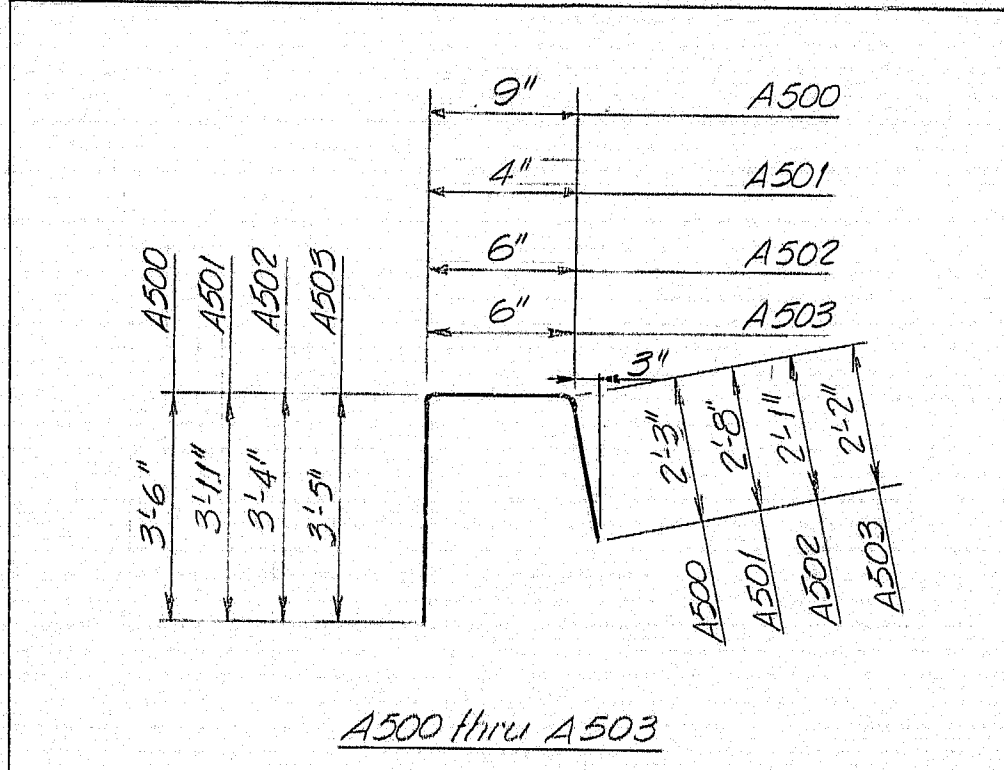 9" A500
4" A501
6" A502
6" A503
A500
A501
A502
A503
3"
3'-6"
3'-11"
3'-4"
3'-5"
2'-3"
2'-8"
2'-1"
2'-2"
A500
A501
A502
A503
A500 thru A503